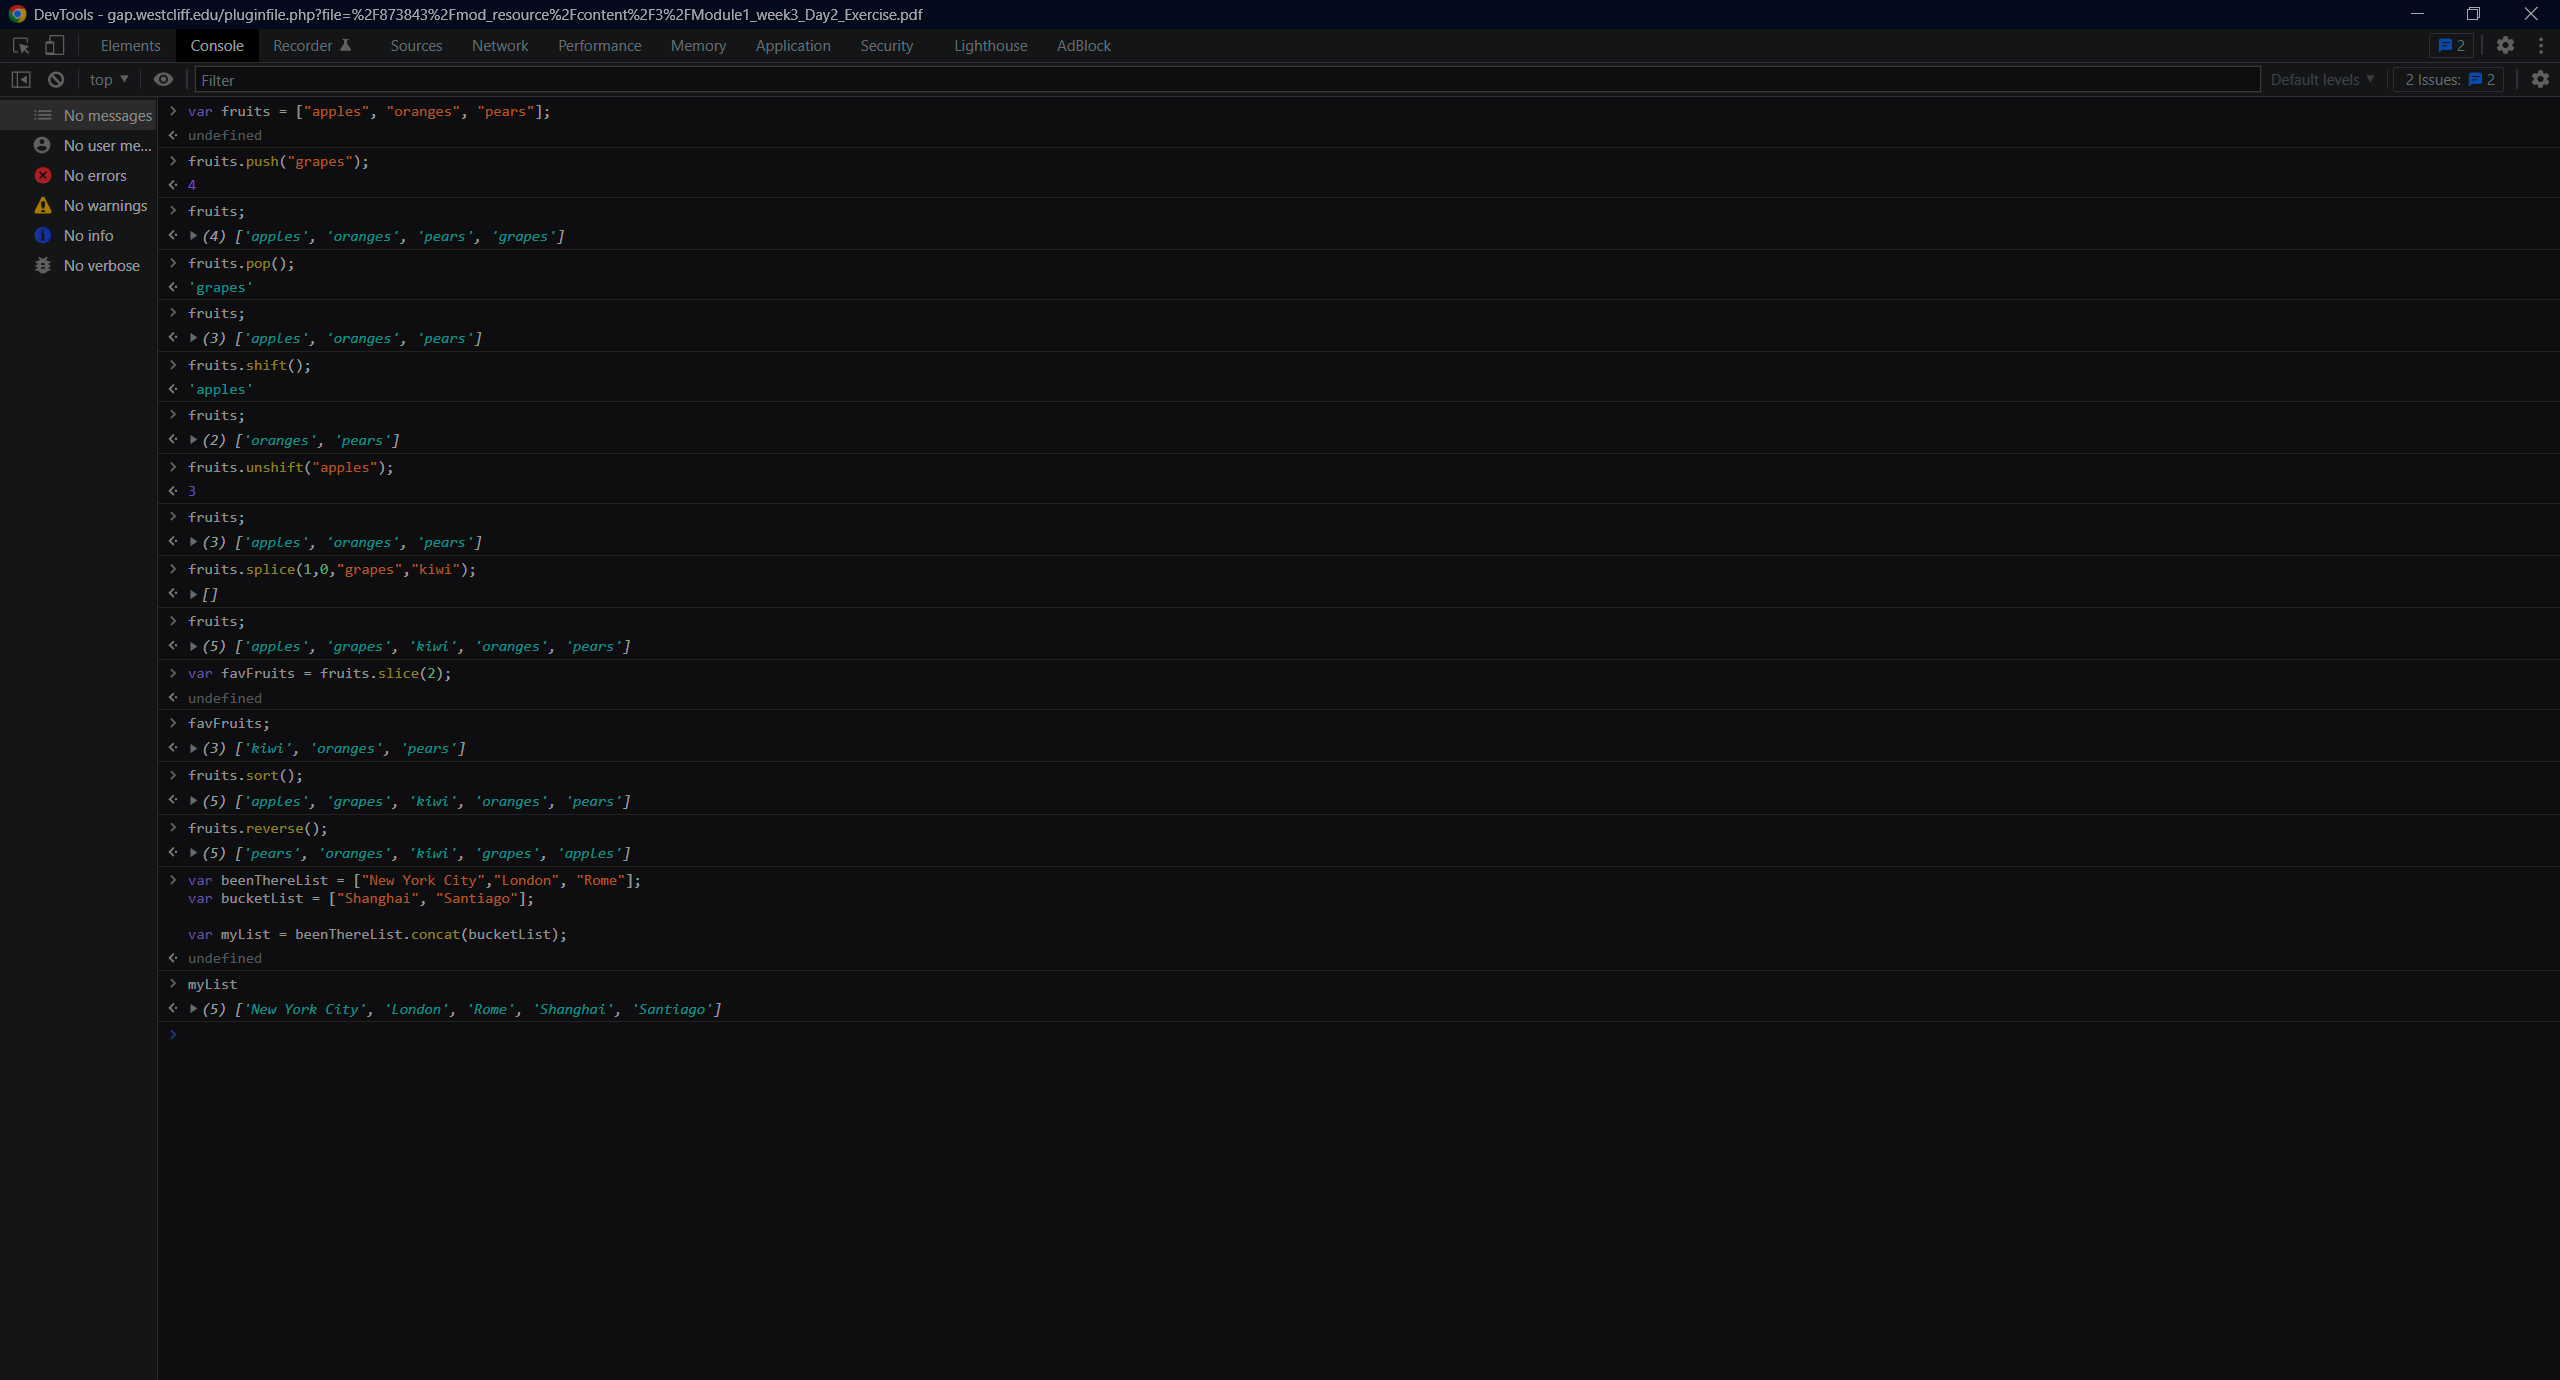 DevTools - gap.westcliff.edu/pluginfile.php?file=%2F873843%2Fmod_resource%2Fcontent%2F3%2FModule1_week3_Day2_Exercise.pdf
Elements Console Recorder Sources Network Performance Memory Application Security Lighthouse AdBlock 2
top Filter Default levels 2 Issues: 2
No messages
No user me...
No errors
No warnings
No info
No verbose
var fruits = ["apples", "oranges", "pears"];
undefined
fruits.push("grapes");
4
fruits;
(4) ['apples', 'oranges', 'pears', 'grapes']
fruits.pop();
'grapes'
fruits;
(3) ['apples', 'oranges', 'pears']
fruits.shift();
'apples'
fruits;
(2) ['oranges', 'pears']
fruits.unshift("apples");
3
fruits;
(3) ['apples', 'oranges', 'pears']
fruits.splice(1,0,"grapes","kiwi");
[]
fruits;
(5) ['apples', 'grapes', 'kiwi', 'oranges', 'pears']
var favFruits = fruits.slice(2);
undefined
favFruits;
(3) ['kiwi', 'oranges', 'pears']
fruits.sort();
(5) ['apples', 'grapes', 'kiwi', 'oranges', 'pears']
fruits.reverse();
(5) ['pears', 'oranges', 'kiwi', 'grapes', 'apples']
var beenThereList = ["New York City","London", "Rome"];
var bucketList = ["Shanghai", "Santiago"];
var myList = beenThereList.concat(bucketList);
undefined
myList
(5) ['New York City', 'London', 'Rome', 'Shanghai', 'Santiago']